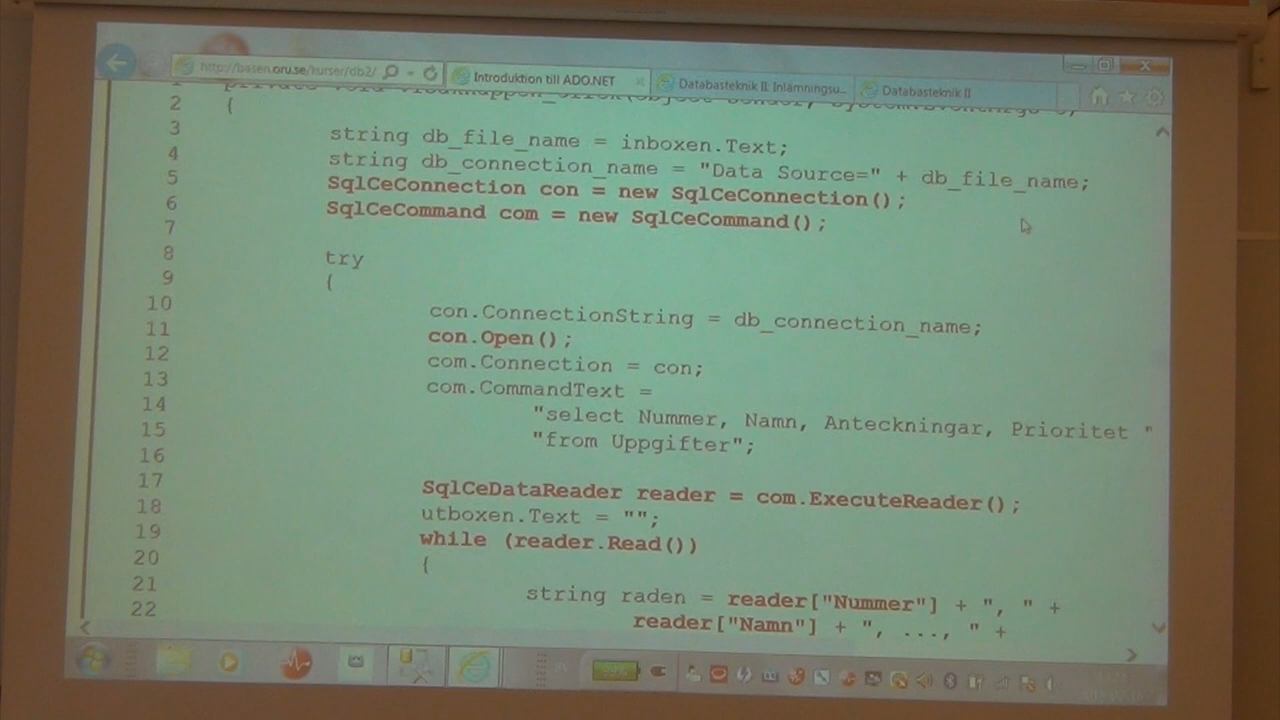 http://basen.oru.se/kurser/db2/
Introduktion till ADO.NET
Databasteknik II: Inlämningsu...
Databasteknik II
2 {
3 string db_file_name = inboxen.Text;
4 string db_connection_name = "Data Source=" + db_file_name;
5 SqlCeConnection con = new SqlCeConnection();
6 SqlCeCommand com = new SqlCeCommand();
7
8 try
9 {
10 con.ConnectionString = db_connection_name;
11 con.Open();
12 com.Connection = con;
13 com.CommandText =
14 "select Nummer, Namn, Anteckningar, Prioritet "
15 "from Uppgifter";
16
17 SqlCeDataReader reader = com.ExecuteReader();
18 utboxen.Text = "";
19 while (reader.Read())
20 {
21 string raden = reader["Nummer"] + ", " +
22 reader["Namn"] + ", ..., " +